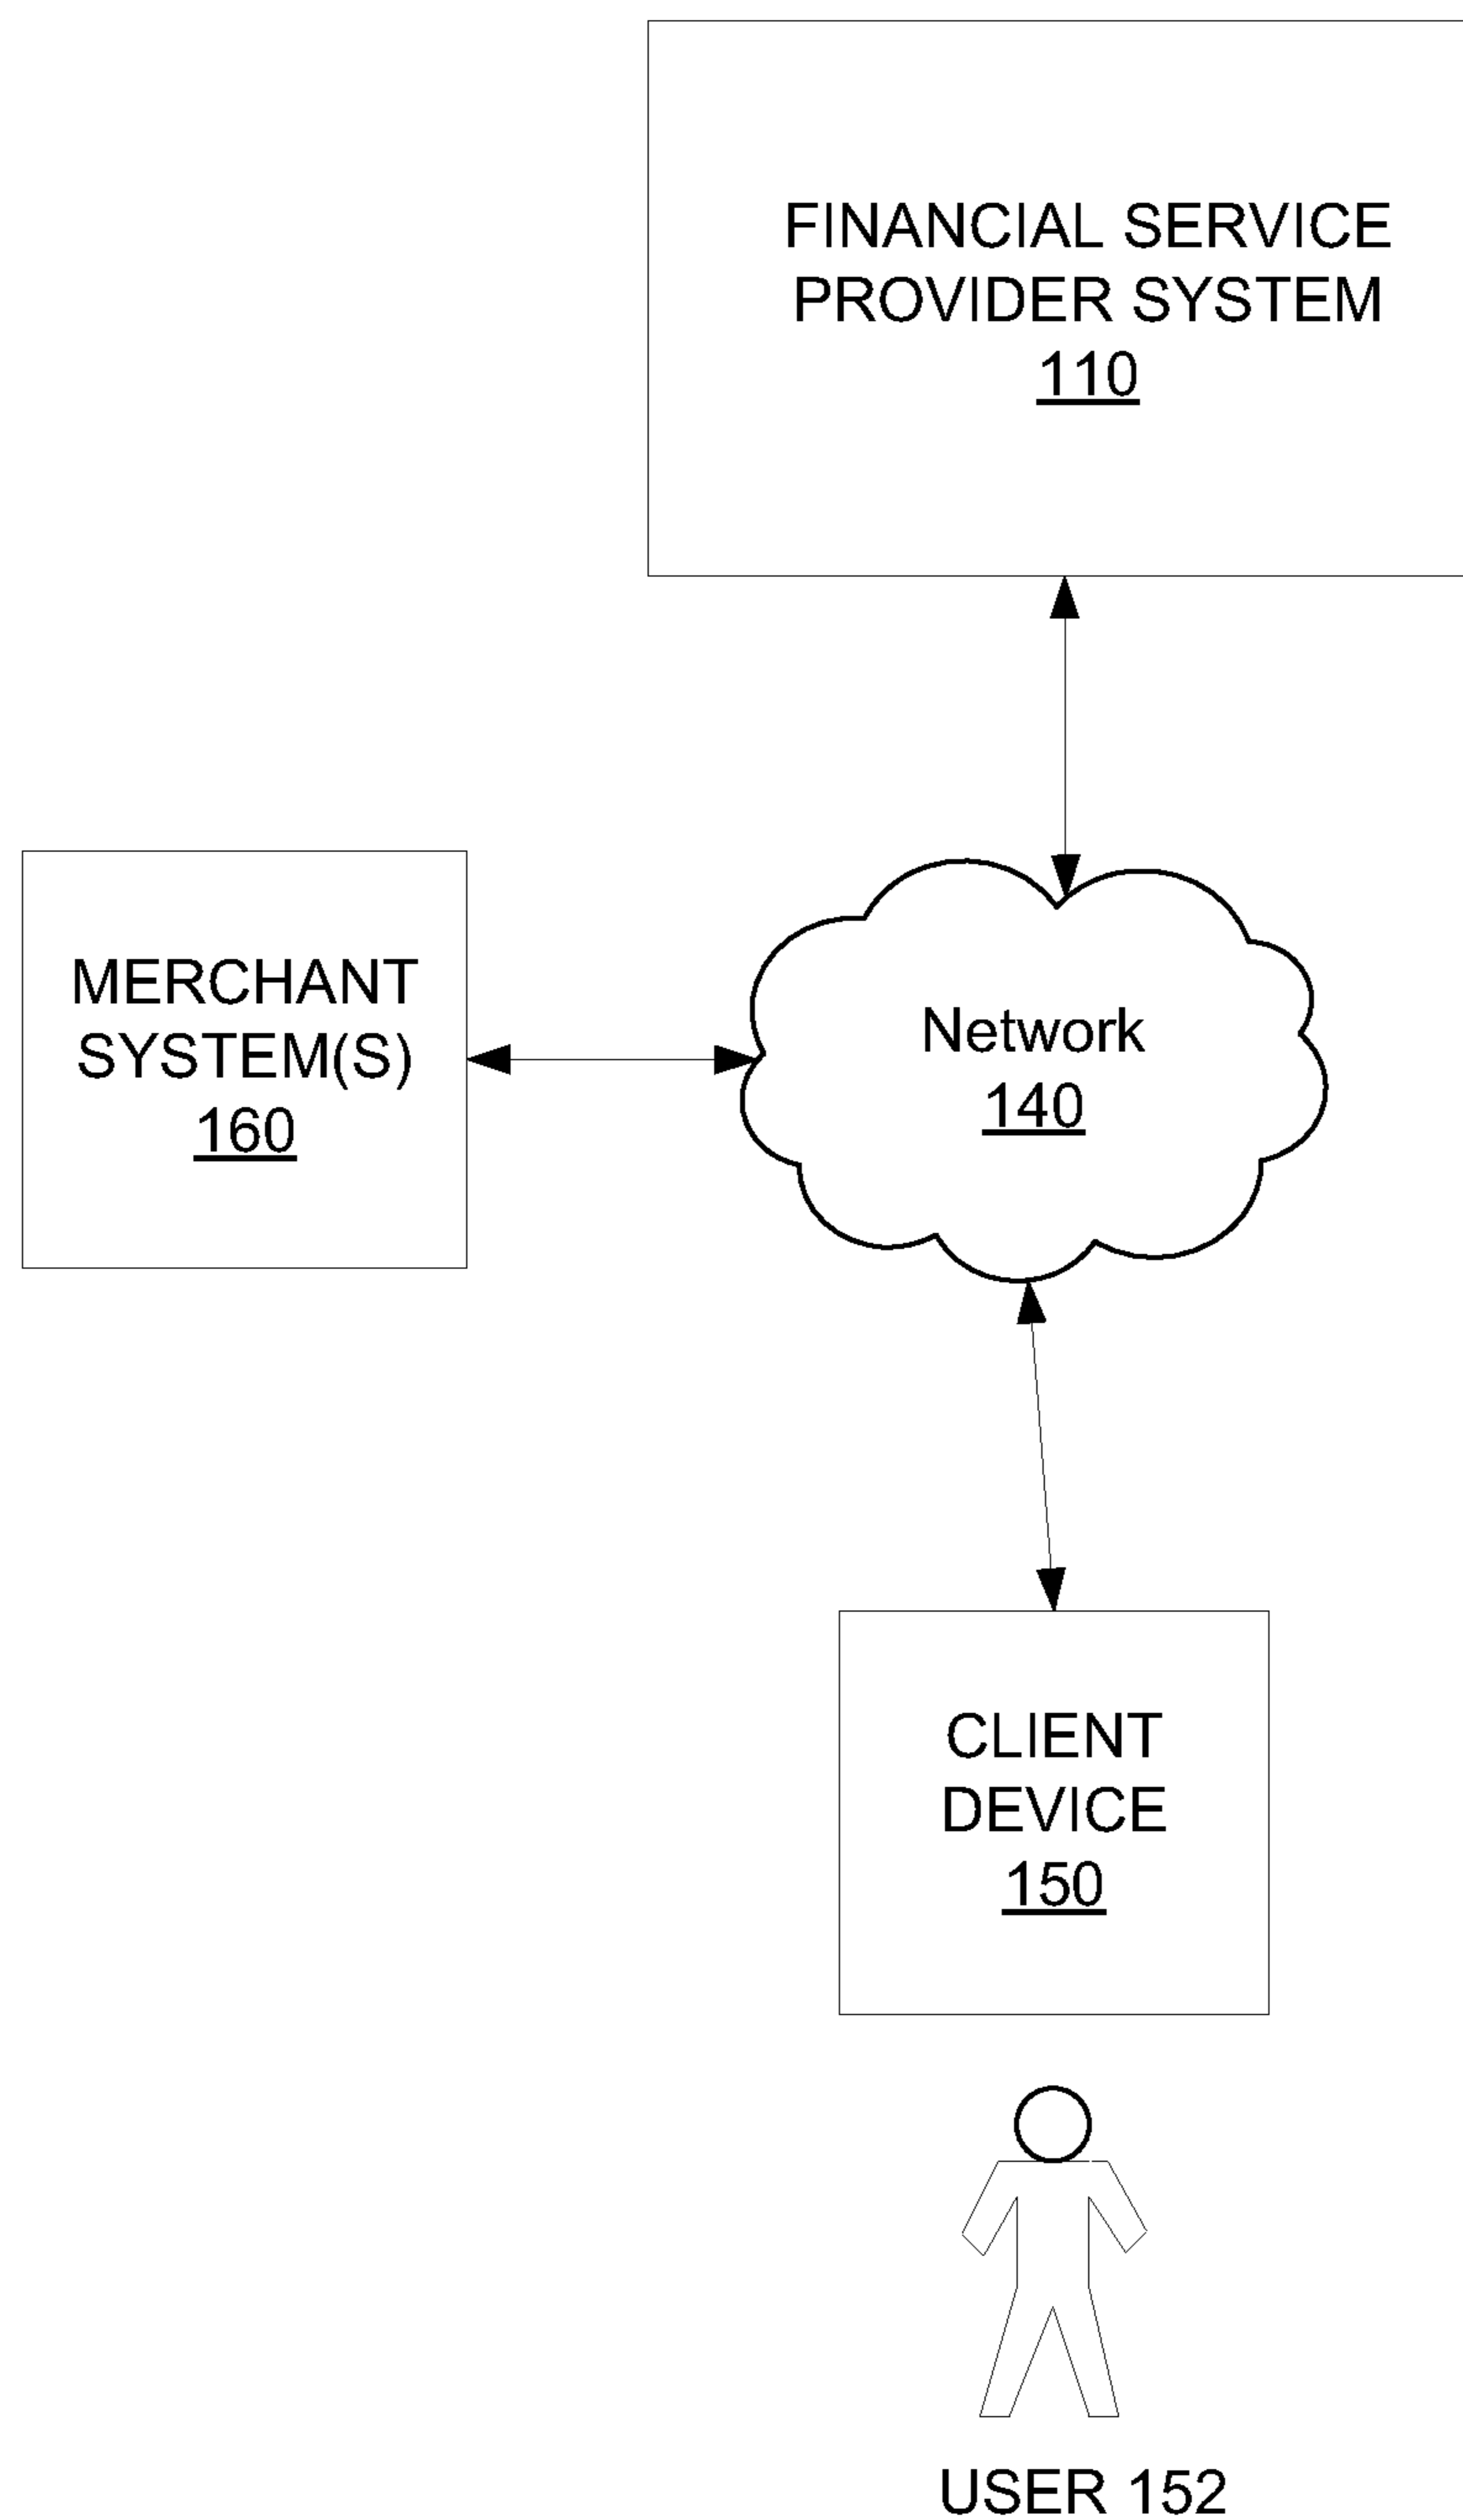 FINANCIAL SERVICE
PROVIDER SYSTEM
110
MERCHANT
SYSTEM(S)
160
Network
140
CLIENT
DEVICE
150
USER 152